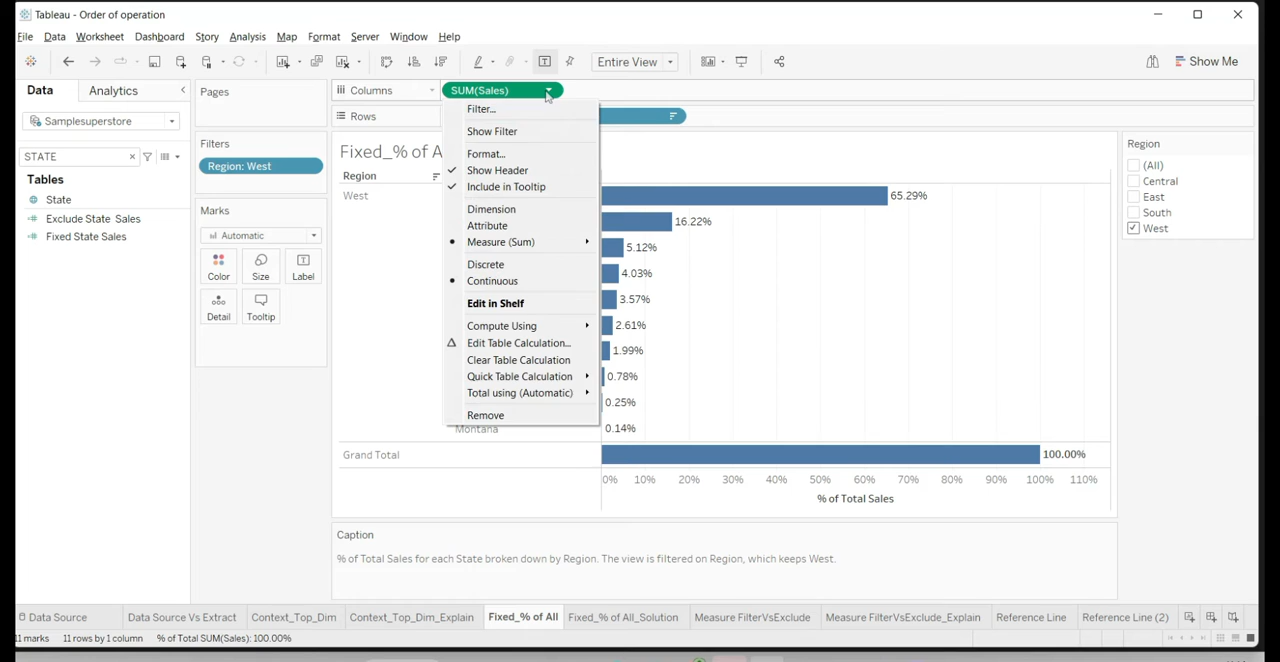 Tableau - Order of operation
File Data Worksheet Dashboard Story Analysis Map Format Server Window Help
Entire View
Show Me
Data Analytics
Samplesuperstore
STATE
Tables
State
Exclude State Sales
Fixed State Sales
Pages
Filters
Region: West
Marks
Automatic
Color Size Label
Detail Tooltip
Columns SUM(Sales)
Rows
Fixed_% of A
Region
West
Filter...
Show Filter
Format...
Show Header
Include in Tooltip
Dimension
Attribute
Measure (Sum)
Discrete
Continuous
Edit in Shelf
Compute Using
Edit Table Calculation...
Clear Table Calculation
Quick Table Calculation
Total using (Automatic)
Remove
65.29%
16.22%
5.12%
4.03%
3.57%
2.61%
1.99%
0.78%
0.25%
Montana 0.14%
Grand Total 100.00%
0% 10% 20% 30% 40% 50% 60% 70% 80% 90% 100% 110%
% of Total Sales
Region
(All)
Central
East
South
West
Caption
% of Total Sales for each State broken down by Region. The view is filtered on Region, which keeps West.
Data Source Data Source Vs Extract Context_Top_Dim Context_Top_Dim_Explain Fixed_% of All Fixed_% of All_Solution Measure FilterVsExclude Measure FilterVsExclude_Explain Reference Line Reference Line (2)
11 marks 11 rows by 1 column % of Total SUM(Sales): 100.00%